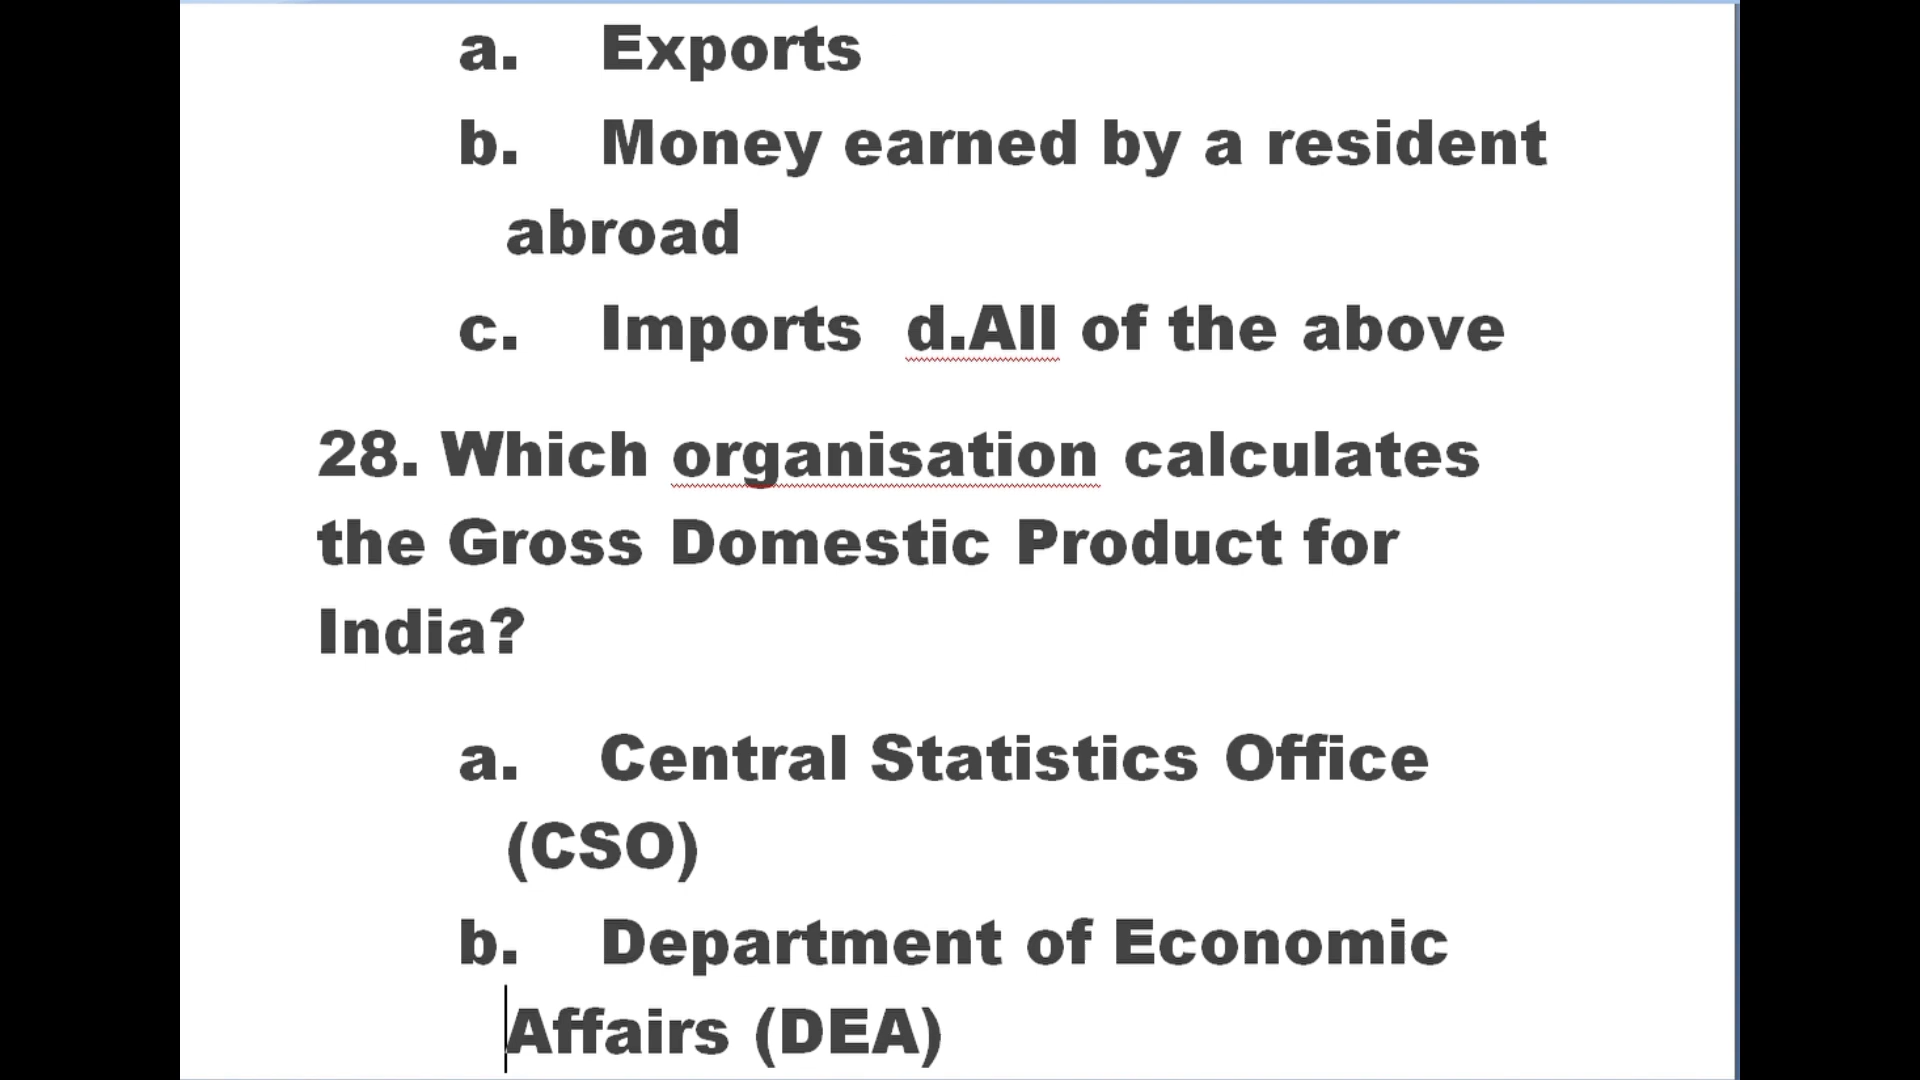 a. Exports
b. Money earned by a resident
abroad
c. Imports d.All of the above
28. Which organisation calculates
the Gross Domestic Product for
India?
a. Central Statistics Office
(CSO)
b. Department of Economic
Affairs (DEA)